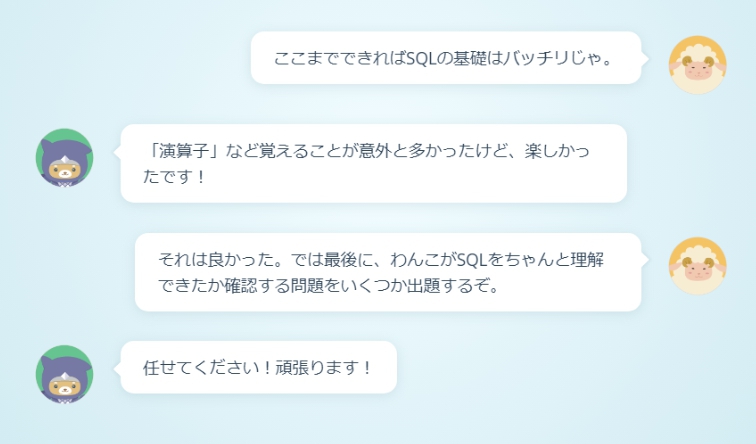 ここまでできればSQLの基礎はバッチリじゃ。
「演算子」など覚えることが意外と多かったけど、楽しかっ
たです！
それは良かった。では最後に、わんこがSQLをちゃんと理解
できたか確認する問題をいくつか出題するぞ。
任せてください！頑張ります！